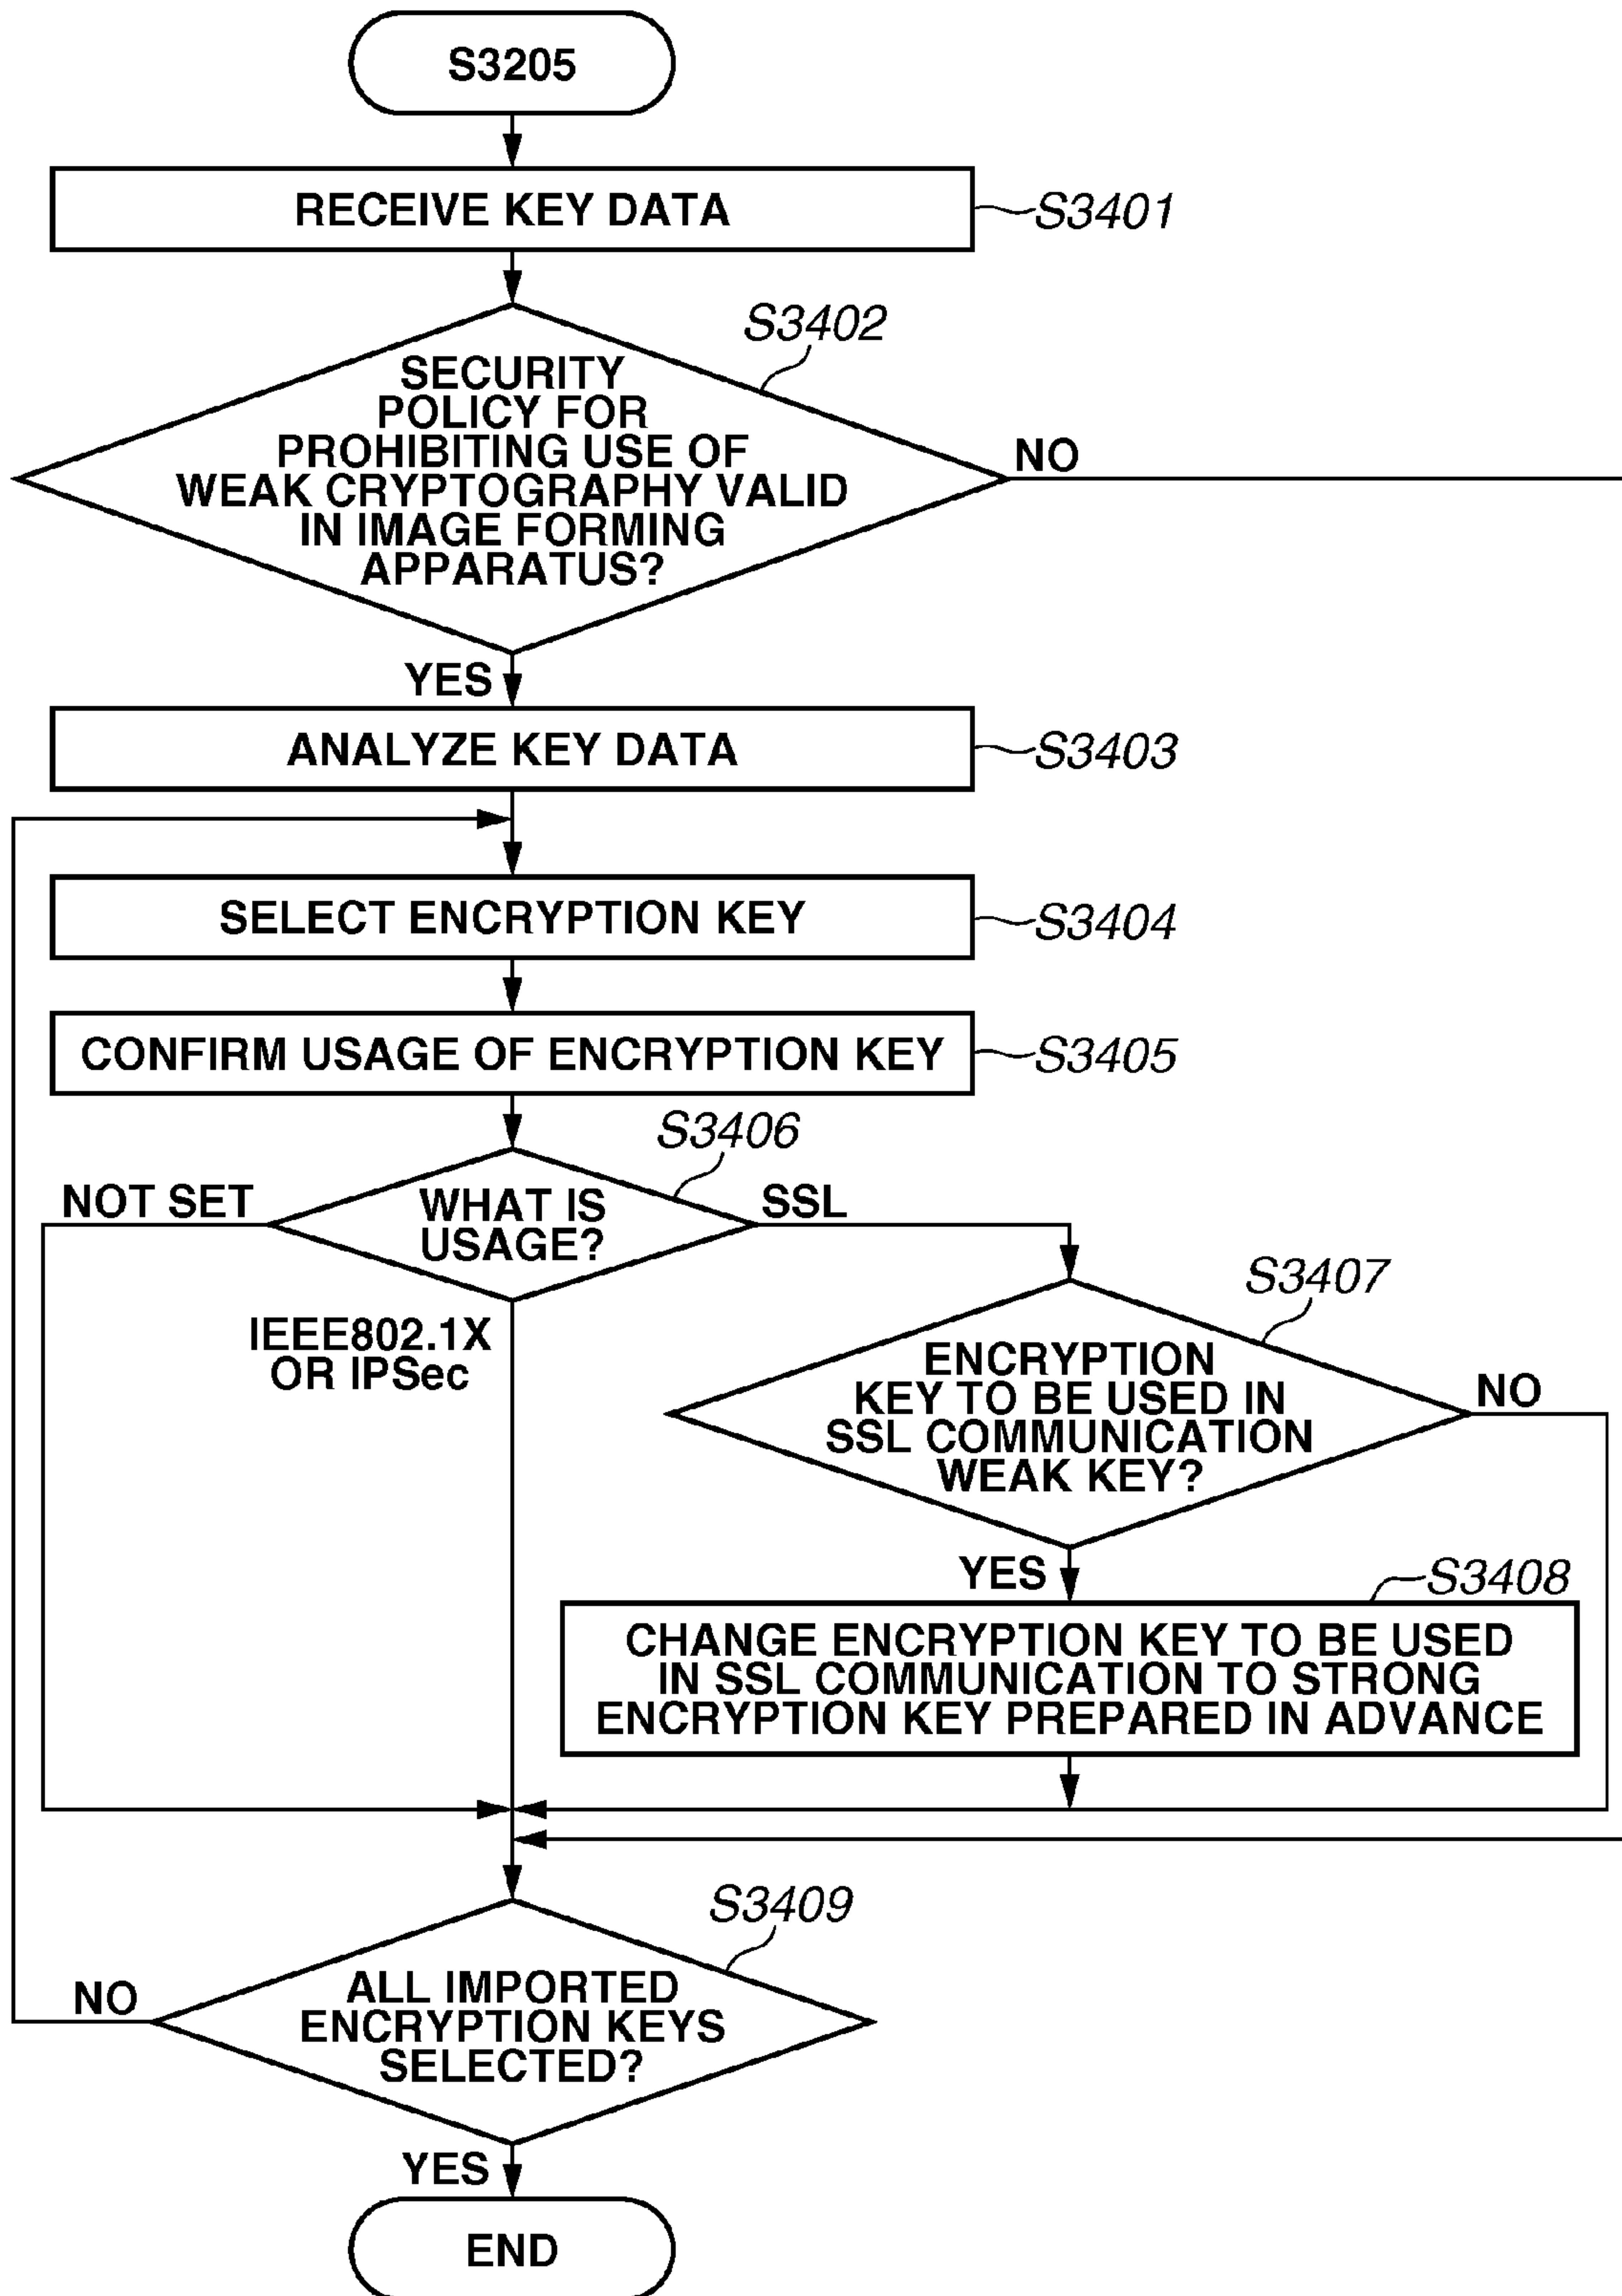 S3205
RECEIVE KEY DATA
S3401
S3402
SECURITY
POLICY FOR
PROHIBITING USE OF
WEAK CRYPTOGRAPHY VALID
IN IMAGE FORMING
APPARATUS?
NO
YES
ANALYZE KEY DATA
S3403
SELECT ENCRYPTION KEY
S3404
CONFIRM USAGE OF ENCRYPTION KEY
S3405
S3406
NOT SET
WHAT IS
USAGE?
SSL
IEEE802.1X
OR IPSec
S3407
ENCRYPTION
KEY TO BE USED IN
SSL COMMUNICATION
WEAK KEY?
NO
YES
S3408
CHANGE ENCRYPTION KEY TO BE USED
IN SSL COMMUNICATION TO STRONG
ENCRYPTION KEY PREPARED IN ADVANCE
S3409
ALL IMPORTED
ENCRYPTION KEYS
SELECTED?
NO
YES
END